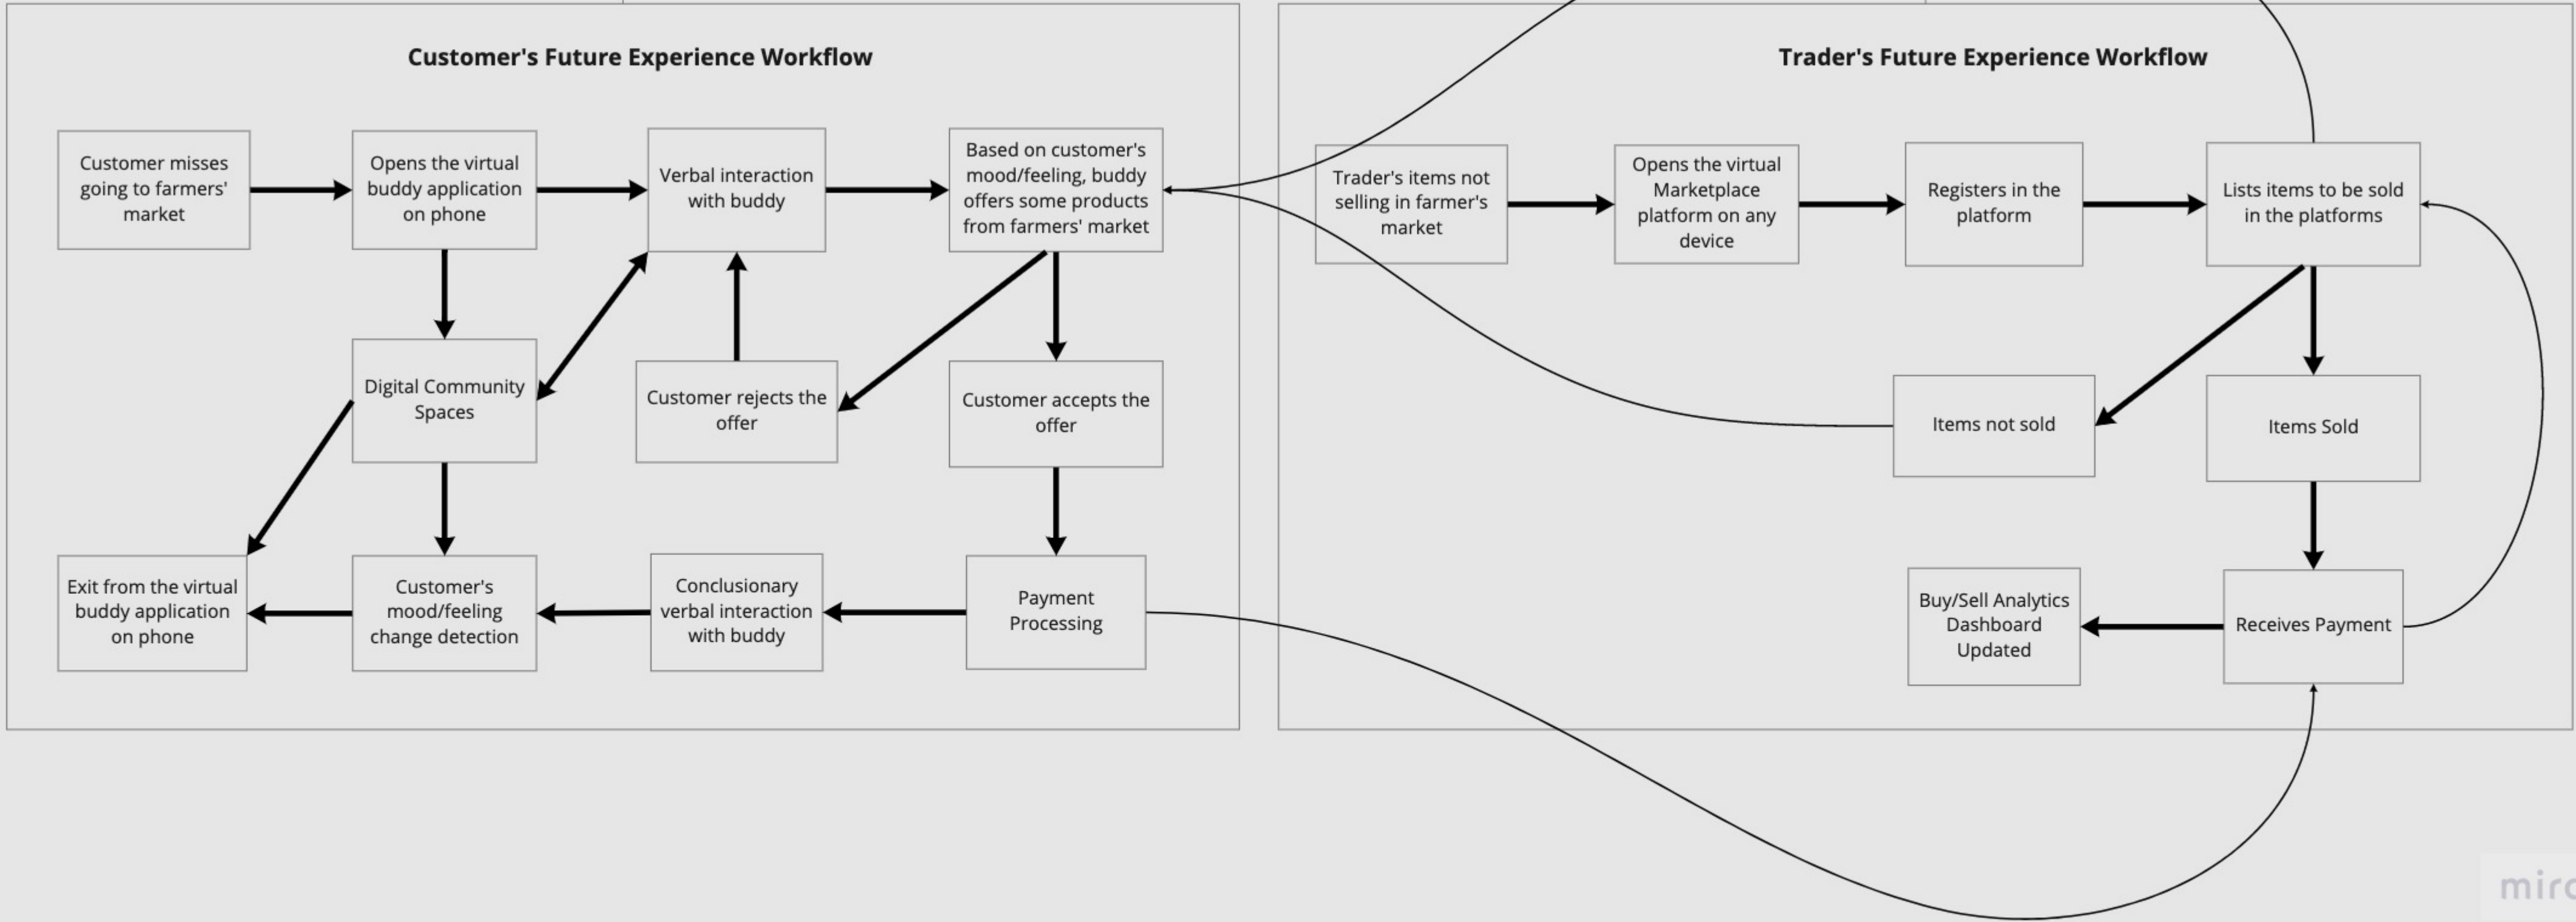 Customer's Future Experience Workflow
Customer misses
going to farmers'
market
Opens the virtual
buddy application
on phone
Verbal interaction
with buddy
Based on customer's
mood/feeling, buddy
offers some products
from farmers' market
Digital Community
Spaces
Customer rejects the
offer
Customer accepts the
offer
Exit from the virtual
buddy application
on phone
Customer's
mood/feeling
change detection
Conclusionary
verbal interaction
with buddy
Payment
Processing
Trader's Future Experience Workflow
Trader's items not
selling in farmer's
market
Opens the virtual
Marketplace
platform on any
device
Registers in the
platform
Lists items to be sold
in the platforms
Items not sold
Items Sold
Buy/Sell Analytics
Dashboard
Updated
Receives Payment